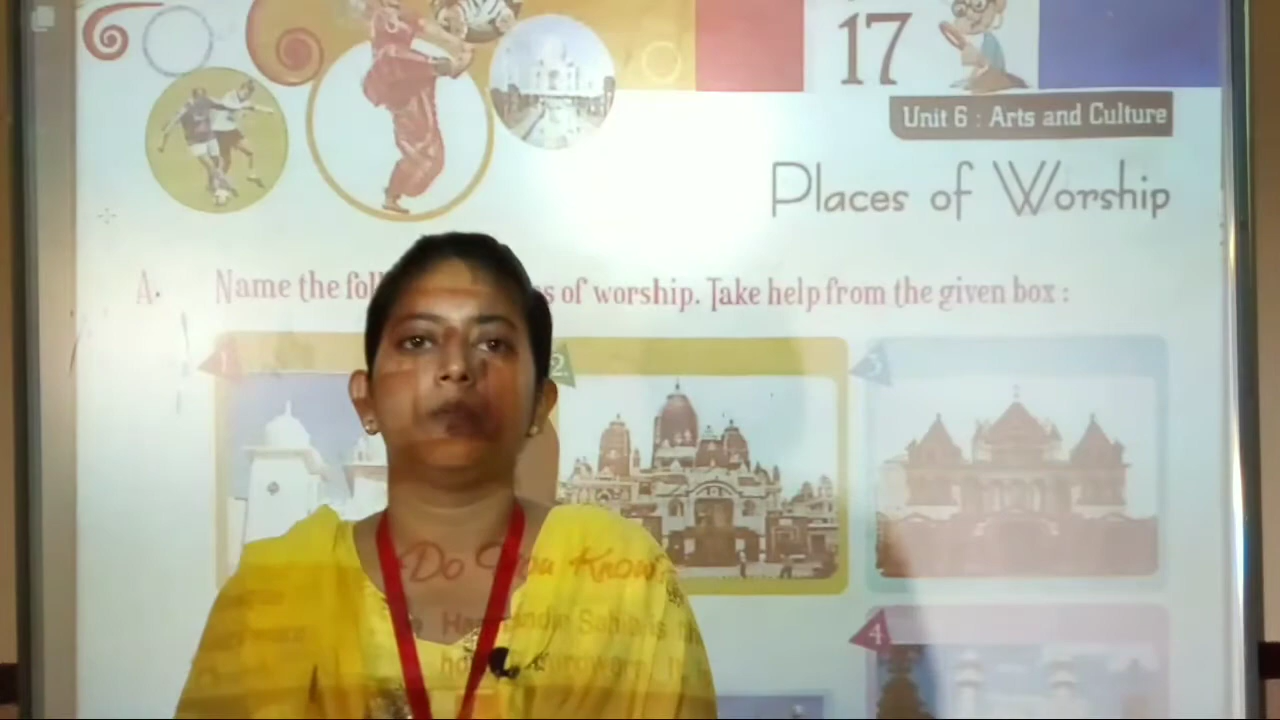 17
Unit 6 : Arts and Culture
Places of Worship
A. Name the s of worship. Take help from the given box :
1
2.
3
Do You Know?
4